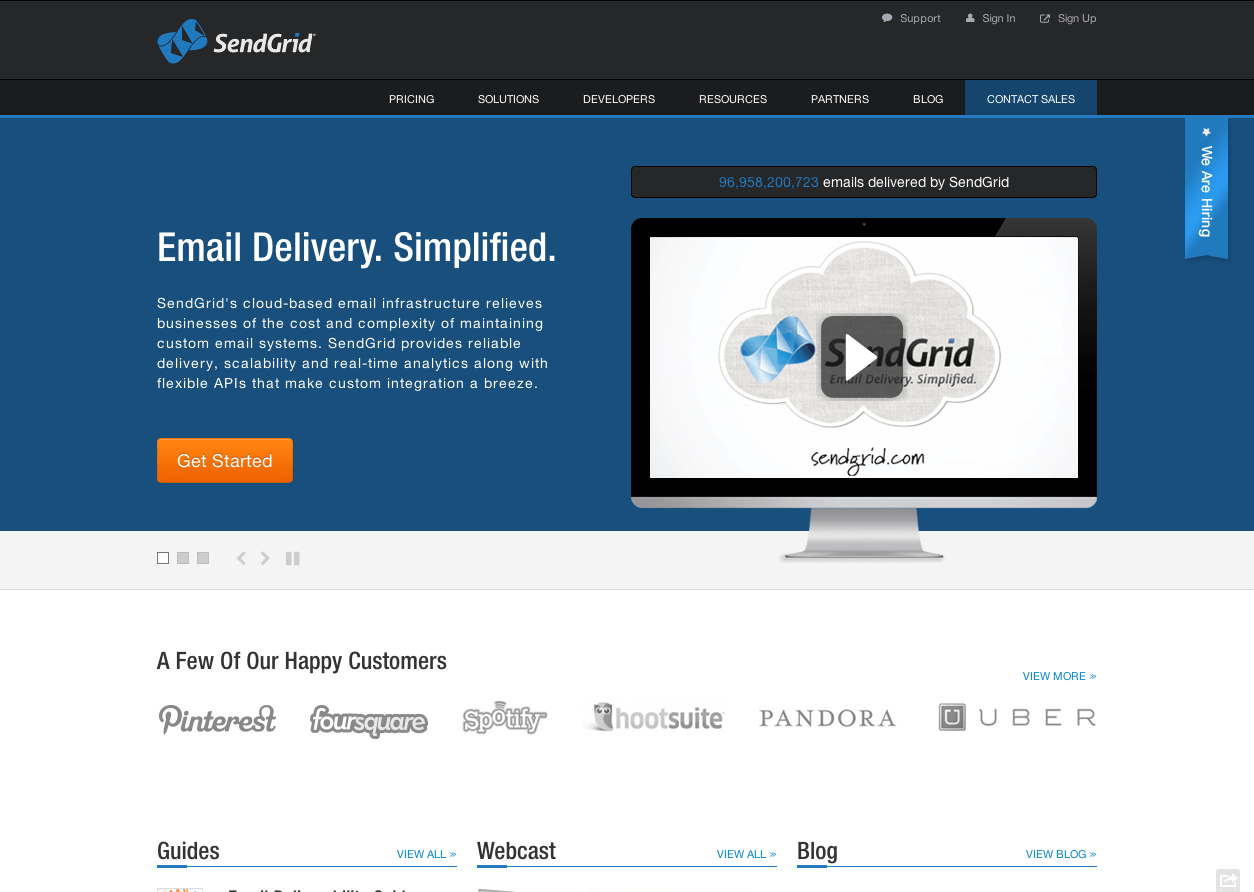 Support
Sign In
Sign Up
SendGrid
PRICING
SOLUTIONS
DEVELOPERS
RESOURCES
PARTNERS
BLOG
CONTACT SALES
We Are Hiring
96,958,200,723 emails delivered by SendGrid
Email Delivery. Simplified.
SendGrid's cloud-based email infrastructure relieves
businesses of the cost and complexity of maintaining
custom email systems. SendGrid provides reliable
delivery, scalability and real-time analytics along with
flexible APIs that make custom integration a breeze.
Get Started
SendGrid
Email Delivery. Simplified.
sendgrid.com
A Few Of Our Happy Customers
VIEW MORE »
Pinterest
foursquare
Spotify
hootsuite
PANDORA
UBER
Guides
VIEW ALL »
Webcast
VIEW ALL »
Blog
VIEW BLOG »